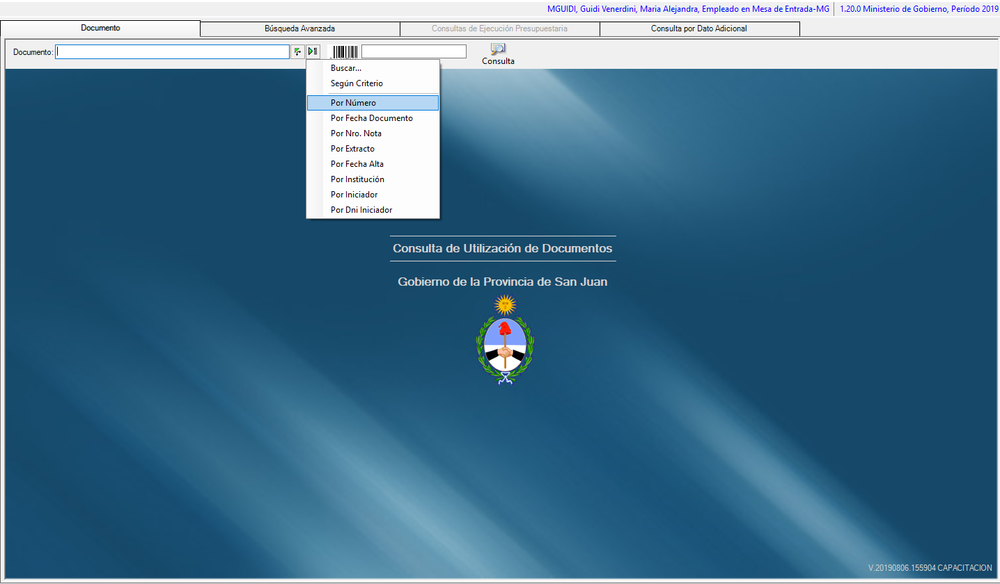 MGUIDI, Guidi Venerdini, Maria Alejandra, Empleado en Mesa de Entrada-MG 1.20.0 Ministerio de Gobierno, Período 2019
Documento Búsqueda Avanzada Consultas de Ejecución Presupuestaria Consulta por Dato Adicional
Documento:
Consulta
Buscar...
Según Criterio
Por Número
Por Fecha Documento
Por Nro. Nota
Por Extracto
Por Fecha Alta
Por Institución
Por Iniciador
Por Dni Iniciador
Consulta de Utilización de Documentos
Gobierno de la Provincia de San Juan
V.20190806.155904 CAPACITACION